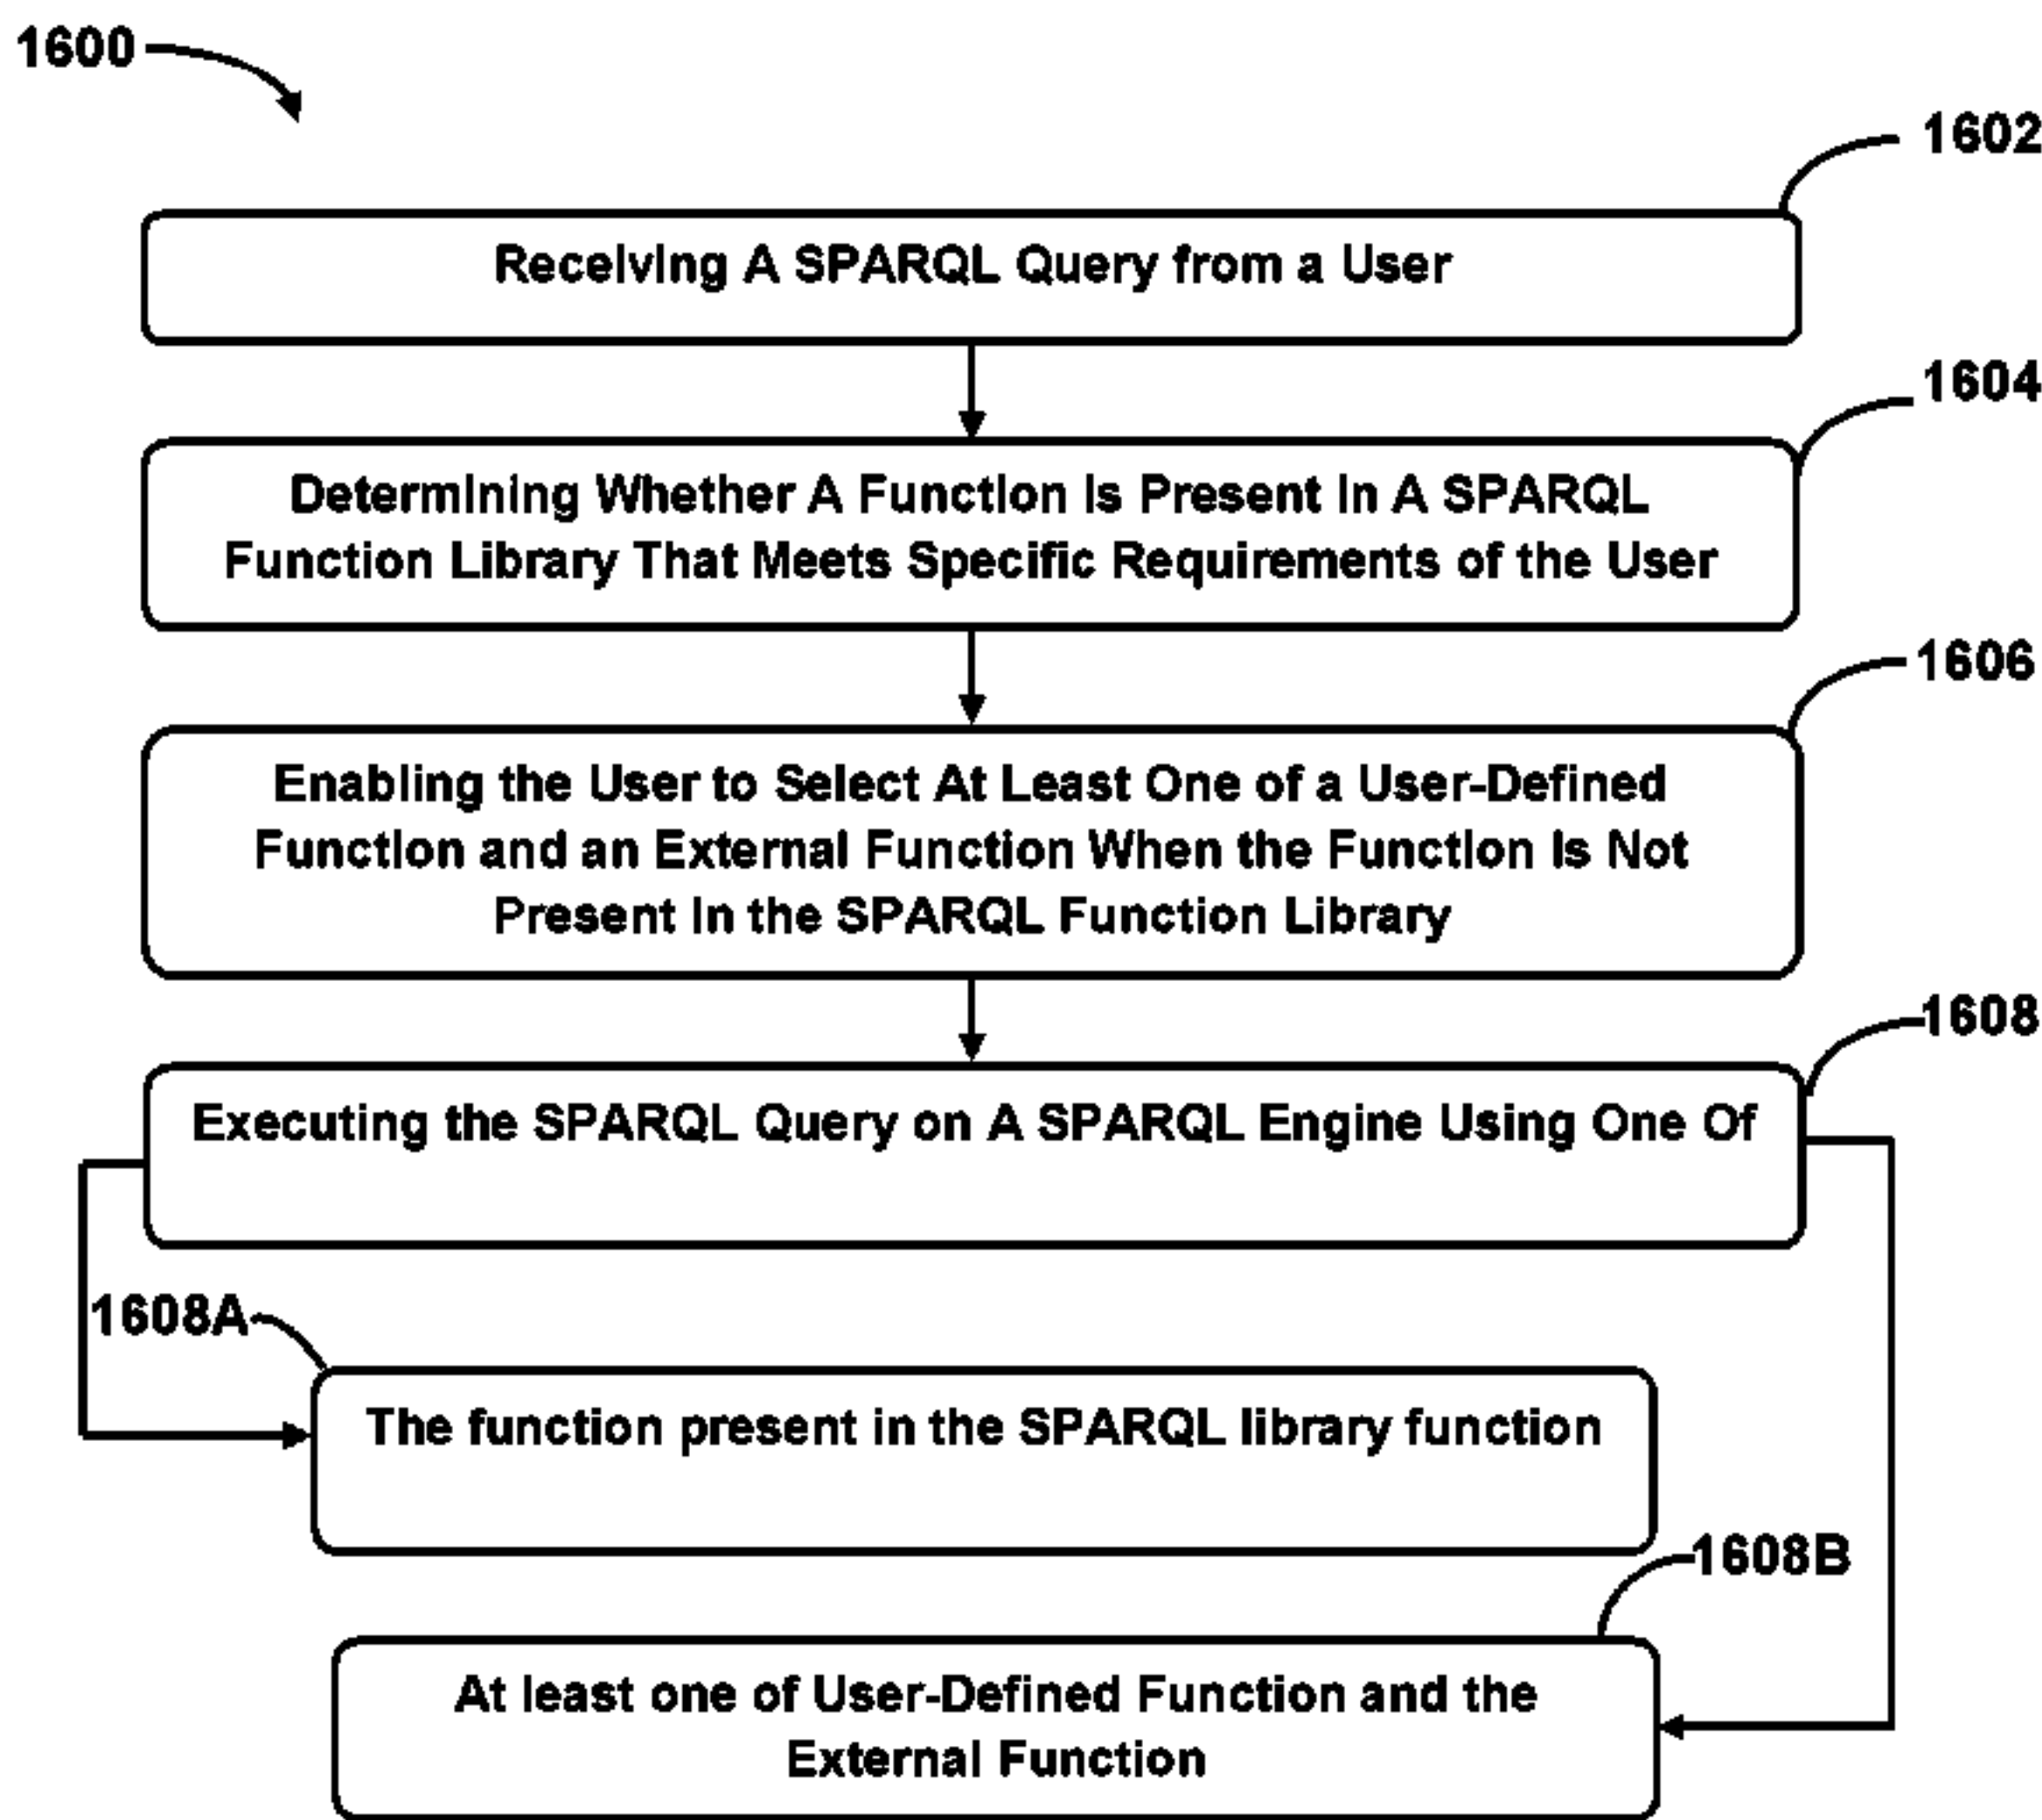 1600
1602
Receiving A SPARQL Query from a User
1604
Determining Whether A Function Is Present In A SPARQL
Function Library That Meets Specific Requirements of the User
1606
Enabling the User to Select At Least One of a User-Defined
Function and an External Function When the Function Is Not
Present In the SPARQL Function Library
1608
Executing the SPARQL Query on A SPARQL Engine Using One Of
1608A
The function present in the SPARQL library function
1608B
At least one of User-Defined Function and the
External Function